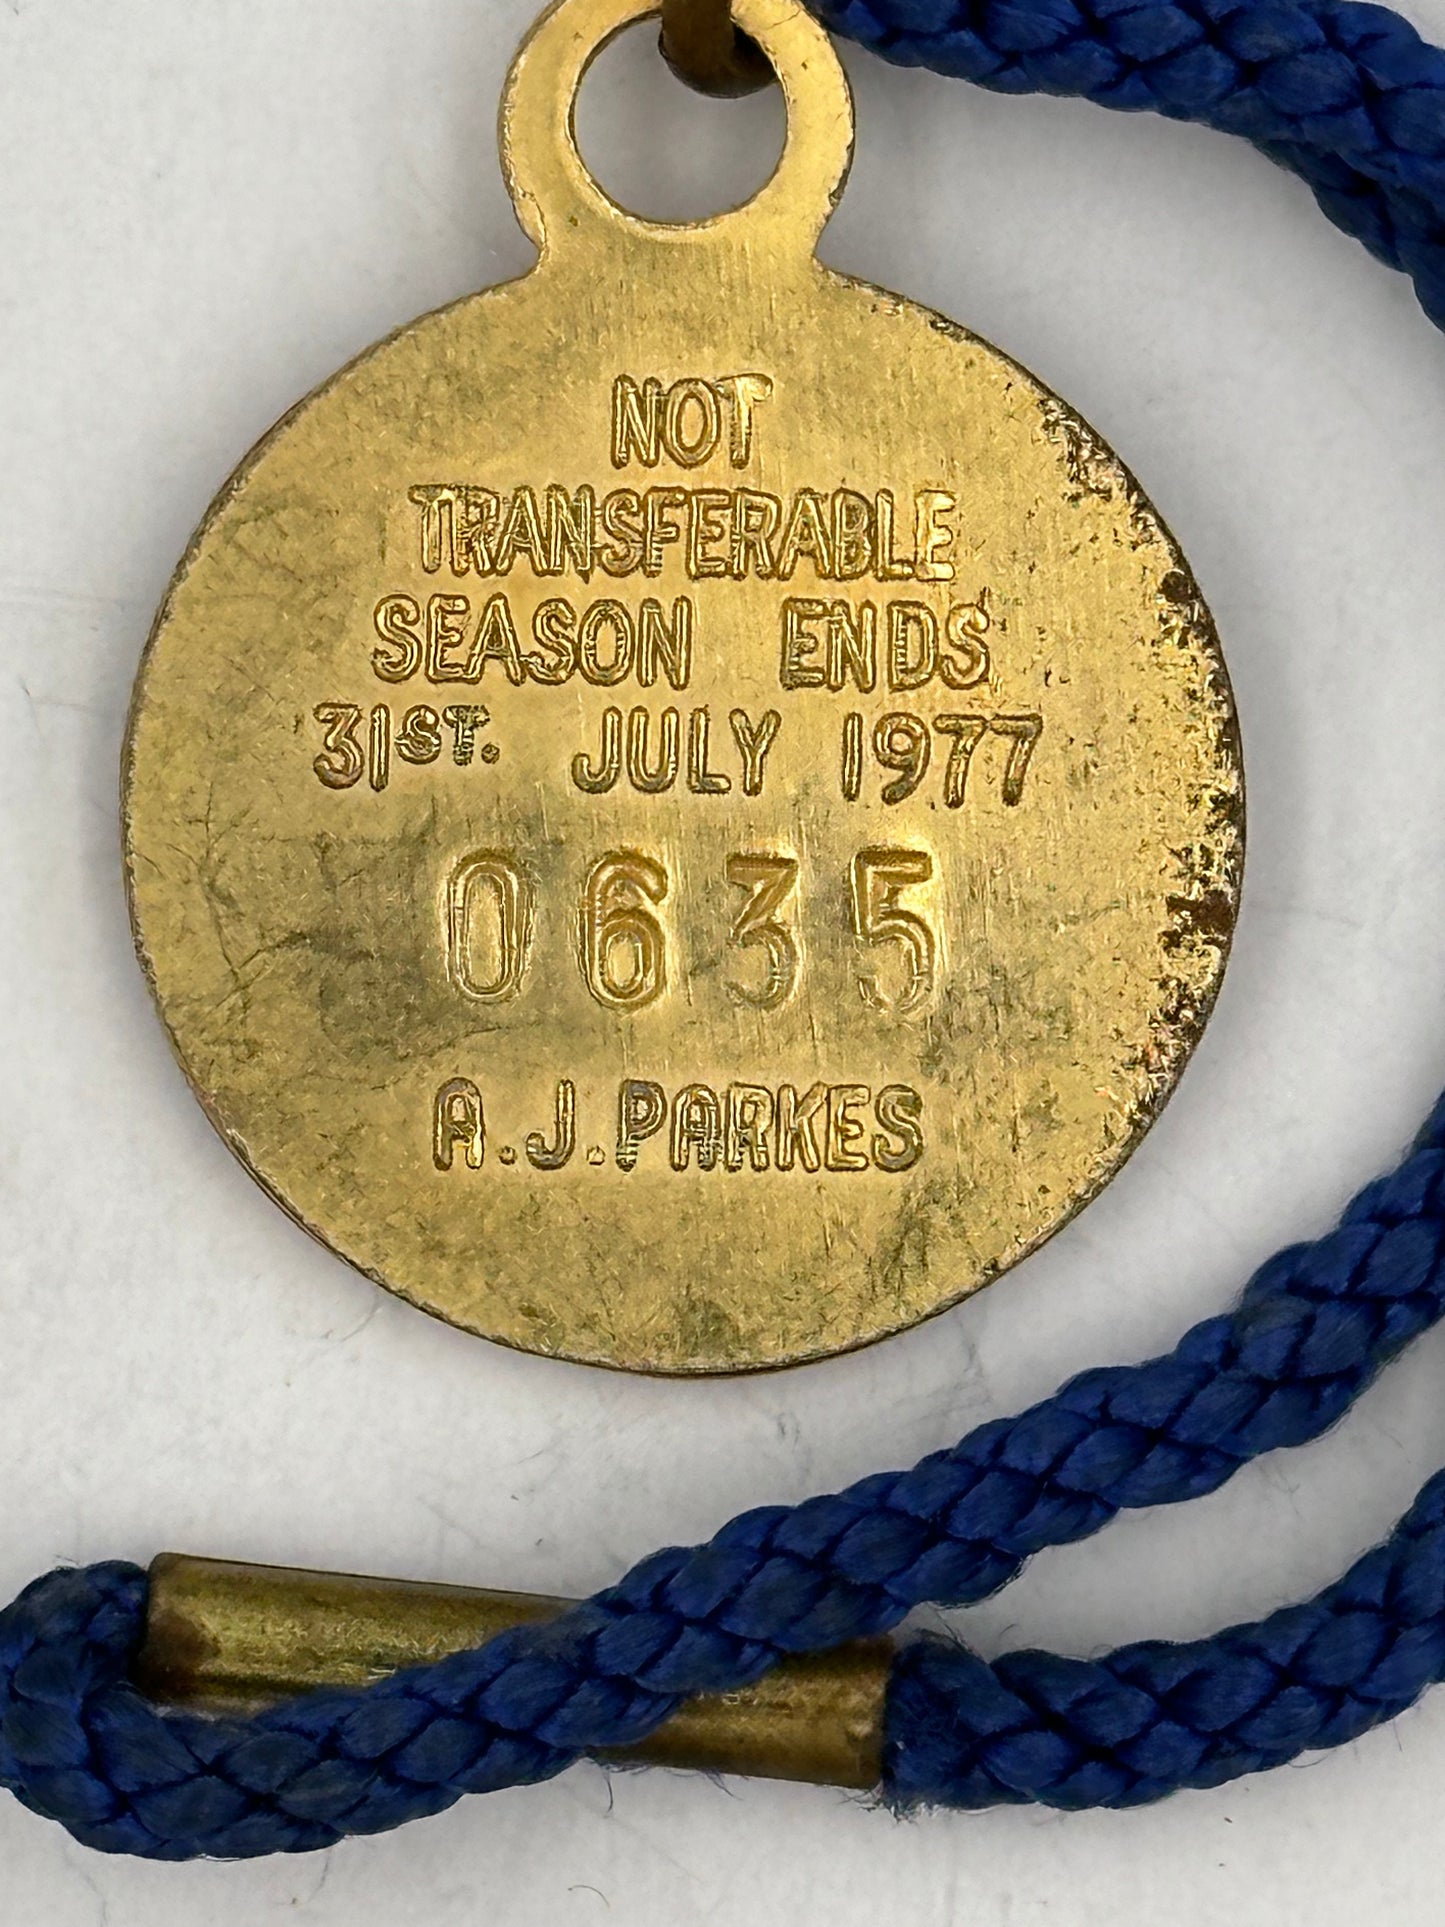 NOT
TRANSFERABLE
SEASON ENDS
31ST. JULY 1977
0635
A.J.PARKES